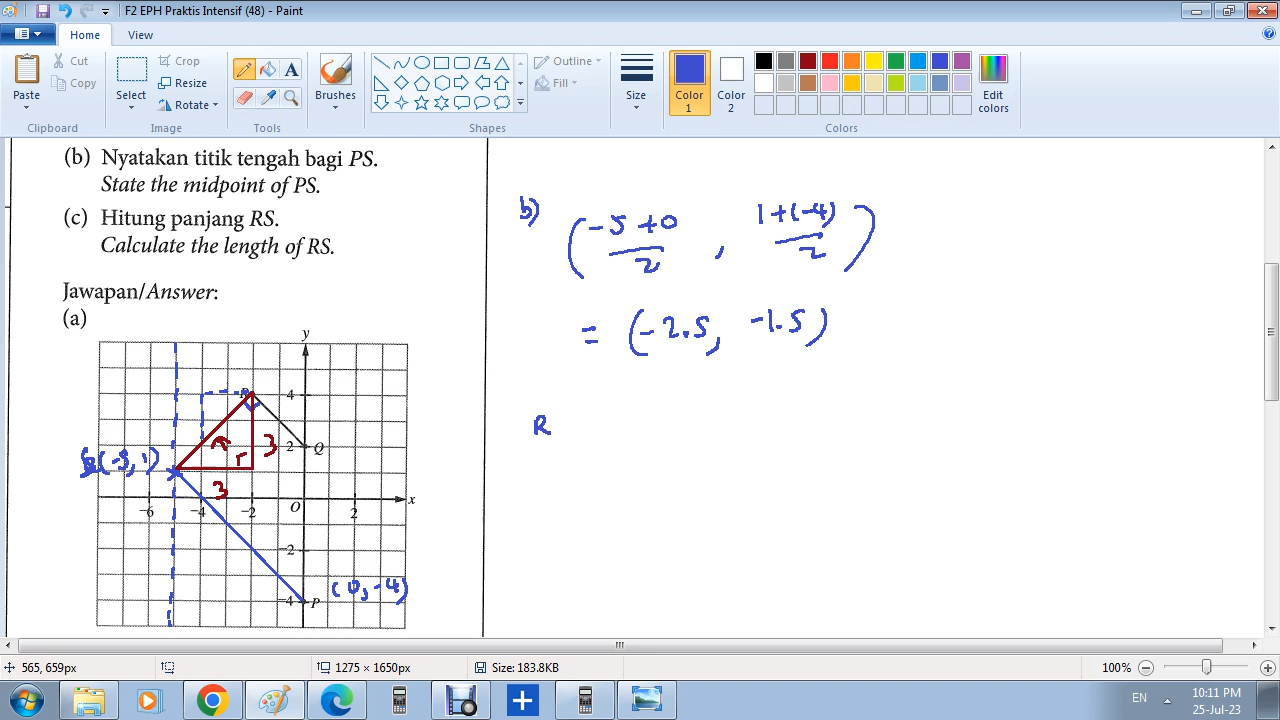 F2 EPH Praktis Intensif (48) - Paint
Home View
Paste
Cut
Copy
Clipboard
Select
Crop
Resize
Rotate
Image
A
Tools
Brushes
Outline
Fill
Shapes
Size
Color 1
Color 2
Edit colors
Colors
(b) Nyatakan titik tengah bagi PS.
State the midpoint of PS.
(c) Hitung panjang RS.
Calculate the length of RS.
Jawapan/Answer:
(a)
y
R 4
2 Q
3
S(-5, 1)
3
-6 -4 -2 O 2 x
-2
-4 P (0, -4)
b) (-5+0/2 , 1+(-4)/2)
= (-2.5, -1.5)
R
565, 659px
1275 × 1650px
Size: 183.8KB
100%
EN
10:11 PM
25-Jul-23